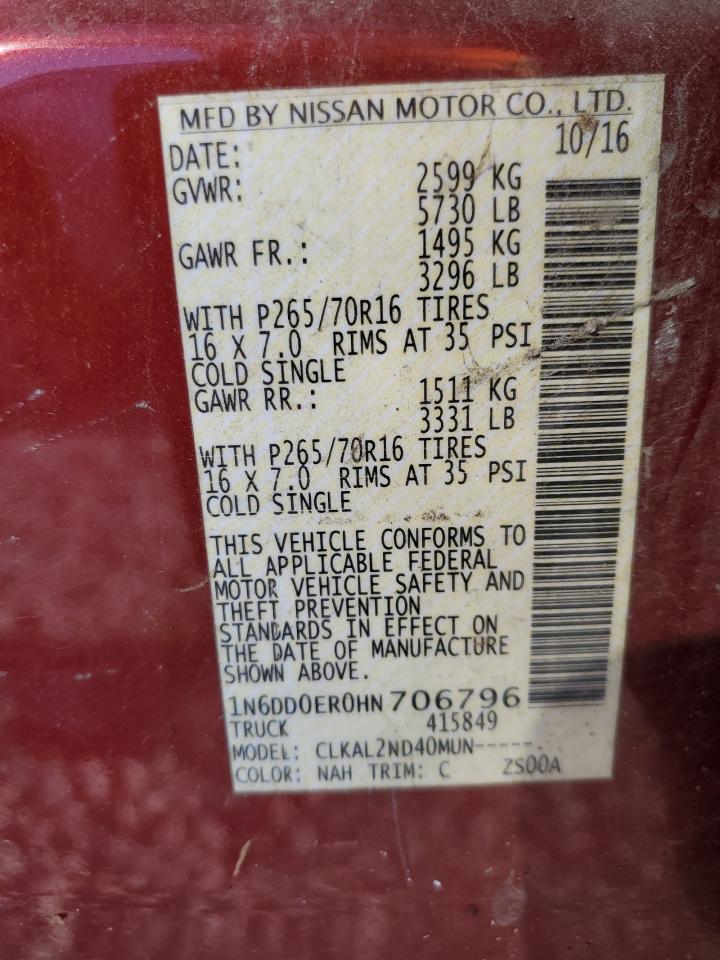 MFD BY NISSAN MOTOR CO., LTD.
DATE: 10/16
GVWR: 2599 KG
5730 LB
GAWR FR.: 1495 KG
3296 LB
WITH P265/70R16 TIRES
16 X 7.0 RIMS AT 35 PSI
COLD SINGLE
GAWR RR.: 1511 KG
3331 LB
WITH P265/70R16 TIRES
16 X 7.0 RIMS AT 35 PSI
COLD SINGLE
THIS VEHICLE CONFORMS TO
ALL APPLICABLE FEDERAL
MOTOR VEHICLE SAFETY AND
THEFT PREVENTION
STANDARDS IN EFFECT ON
THE DATE OF MANUFACTURE
SHOWN ABOVE.
1N6DD0ER0HN 706796
TRUCK 415849
MODEL: CLKAL2ND40MUN-----
COLOR: NAH TRIM: C ZS00A